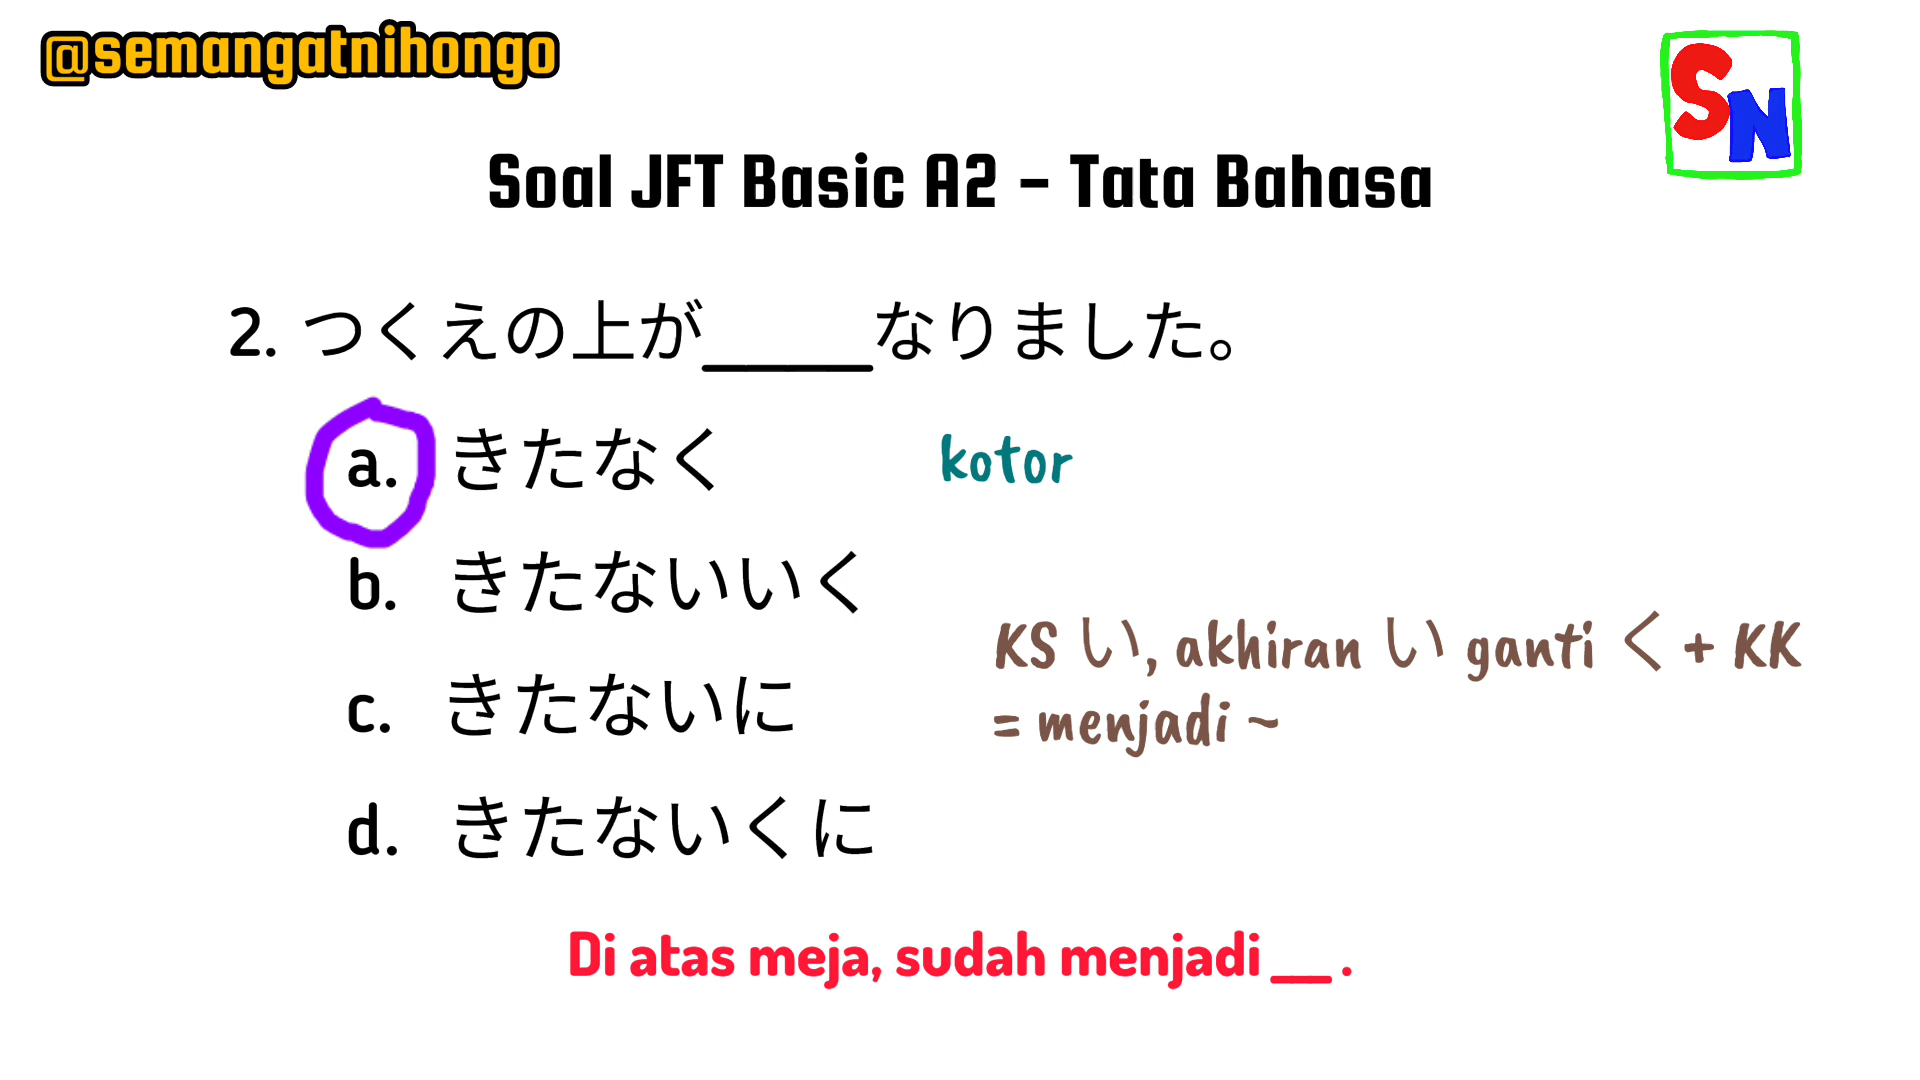 @semangatnihongo
SN
Soal JFT Basic A2 - Tata Bahasa
2. つくえの上が_____なりました。
a. きたなく
kotor
b. きたないいく
KS い, akhiran い ganti く + KK
= menjadi ~
c. きたないに
d. きたないくに
Di atas meja, sudah menjadi __ .